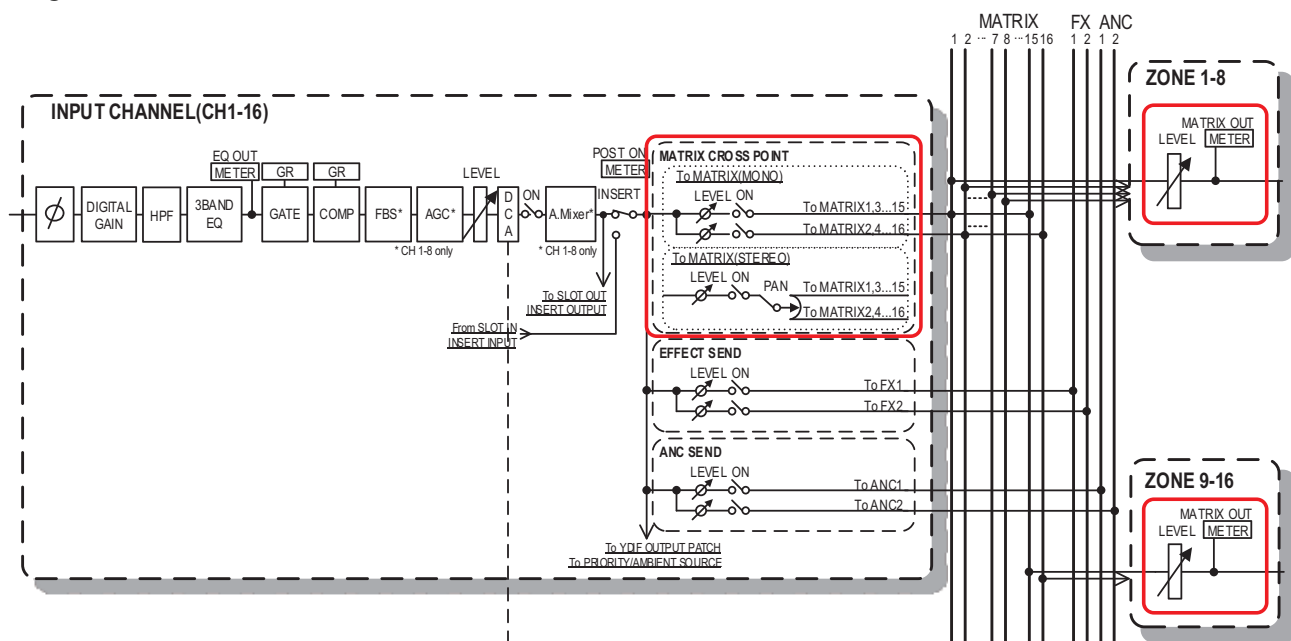 MATRIX FX ANC
1 2 ··· 7 8 ···1516 1 2 1 2
ZONE 1-8
MATRIX OUT
LEVEL METER
INPUT CHANNEL(CH1-16)
EQ OUT
METER
GR
GR
LEVEL
POST ON
METER
ϕ
DIGITAL
GAIN
HPF
3BAND
EQ
GATE
COMP
FBS*
AGC*
* CH 1-8 only
D
C
A
ON
A.Mixer*
* CH 1-8 only
INSERT
To SLOT OUT
INSERT OUTPUT
From SLOT IN
INSERT INPUT
MATRIX CROSS POINT
To MATRIX(MONO)
LEVEL ON
To MATRIX1,3...15
To MATRIX2,4...16
To MATRIX(STEREO)
LEVEL ON
PAN
To MATRIX1,3...15
To MATRIX2,4...16
EFFECT SEND
LEVEL ON
To FX1
To FX2
ANC SEND
LEVEL ON
To ANC1
To ANC2
To YDIF OUTPUT PATCH
To PRIORITY/AMBIENT SOURCE
ZONE 9-16
MATRIX OUT
LEVEL METER